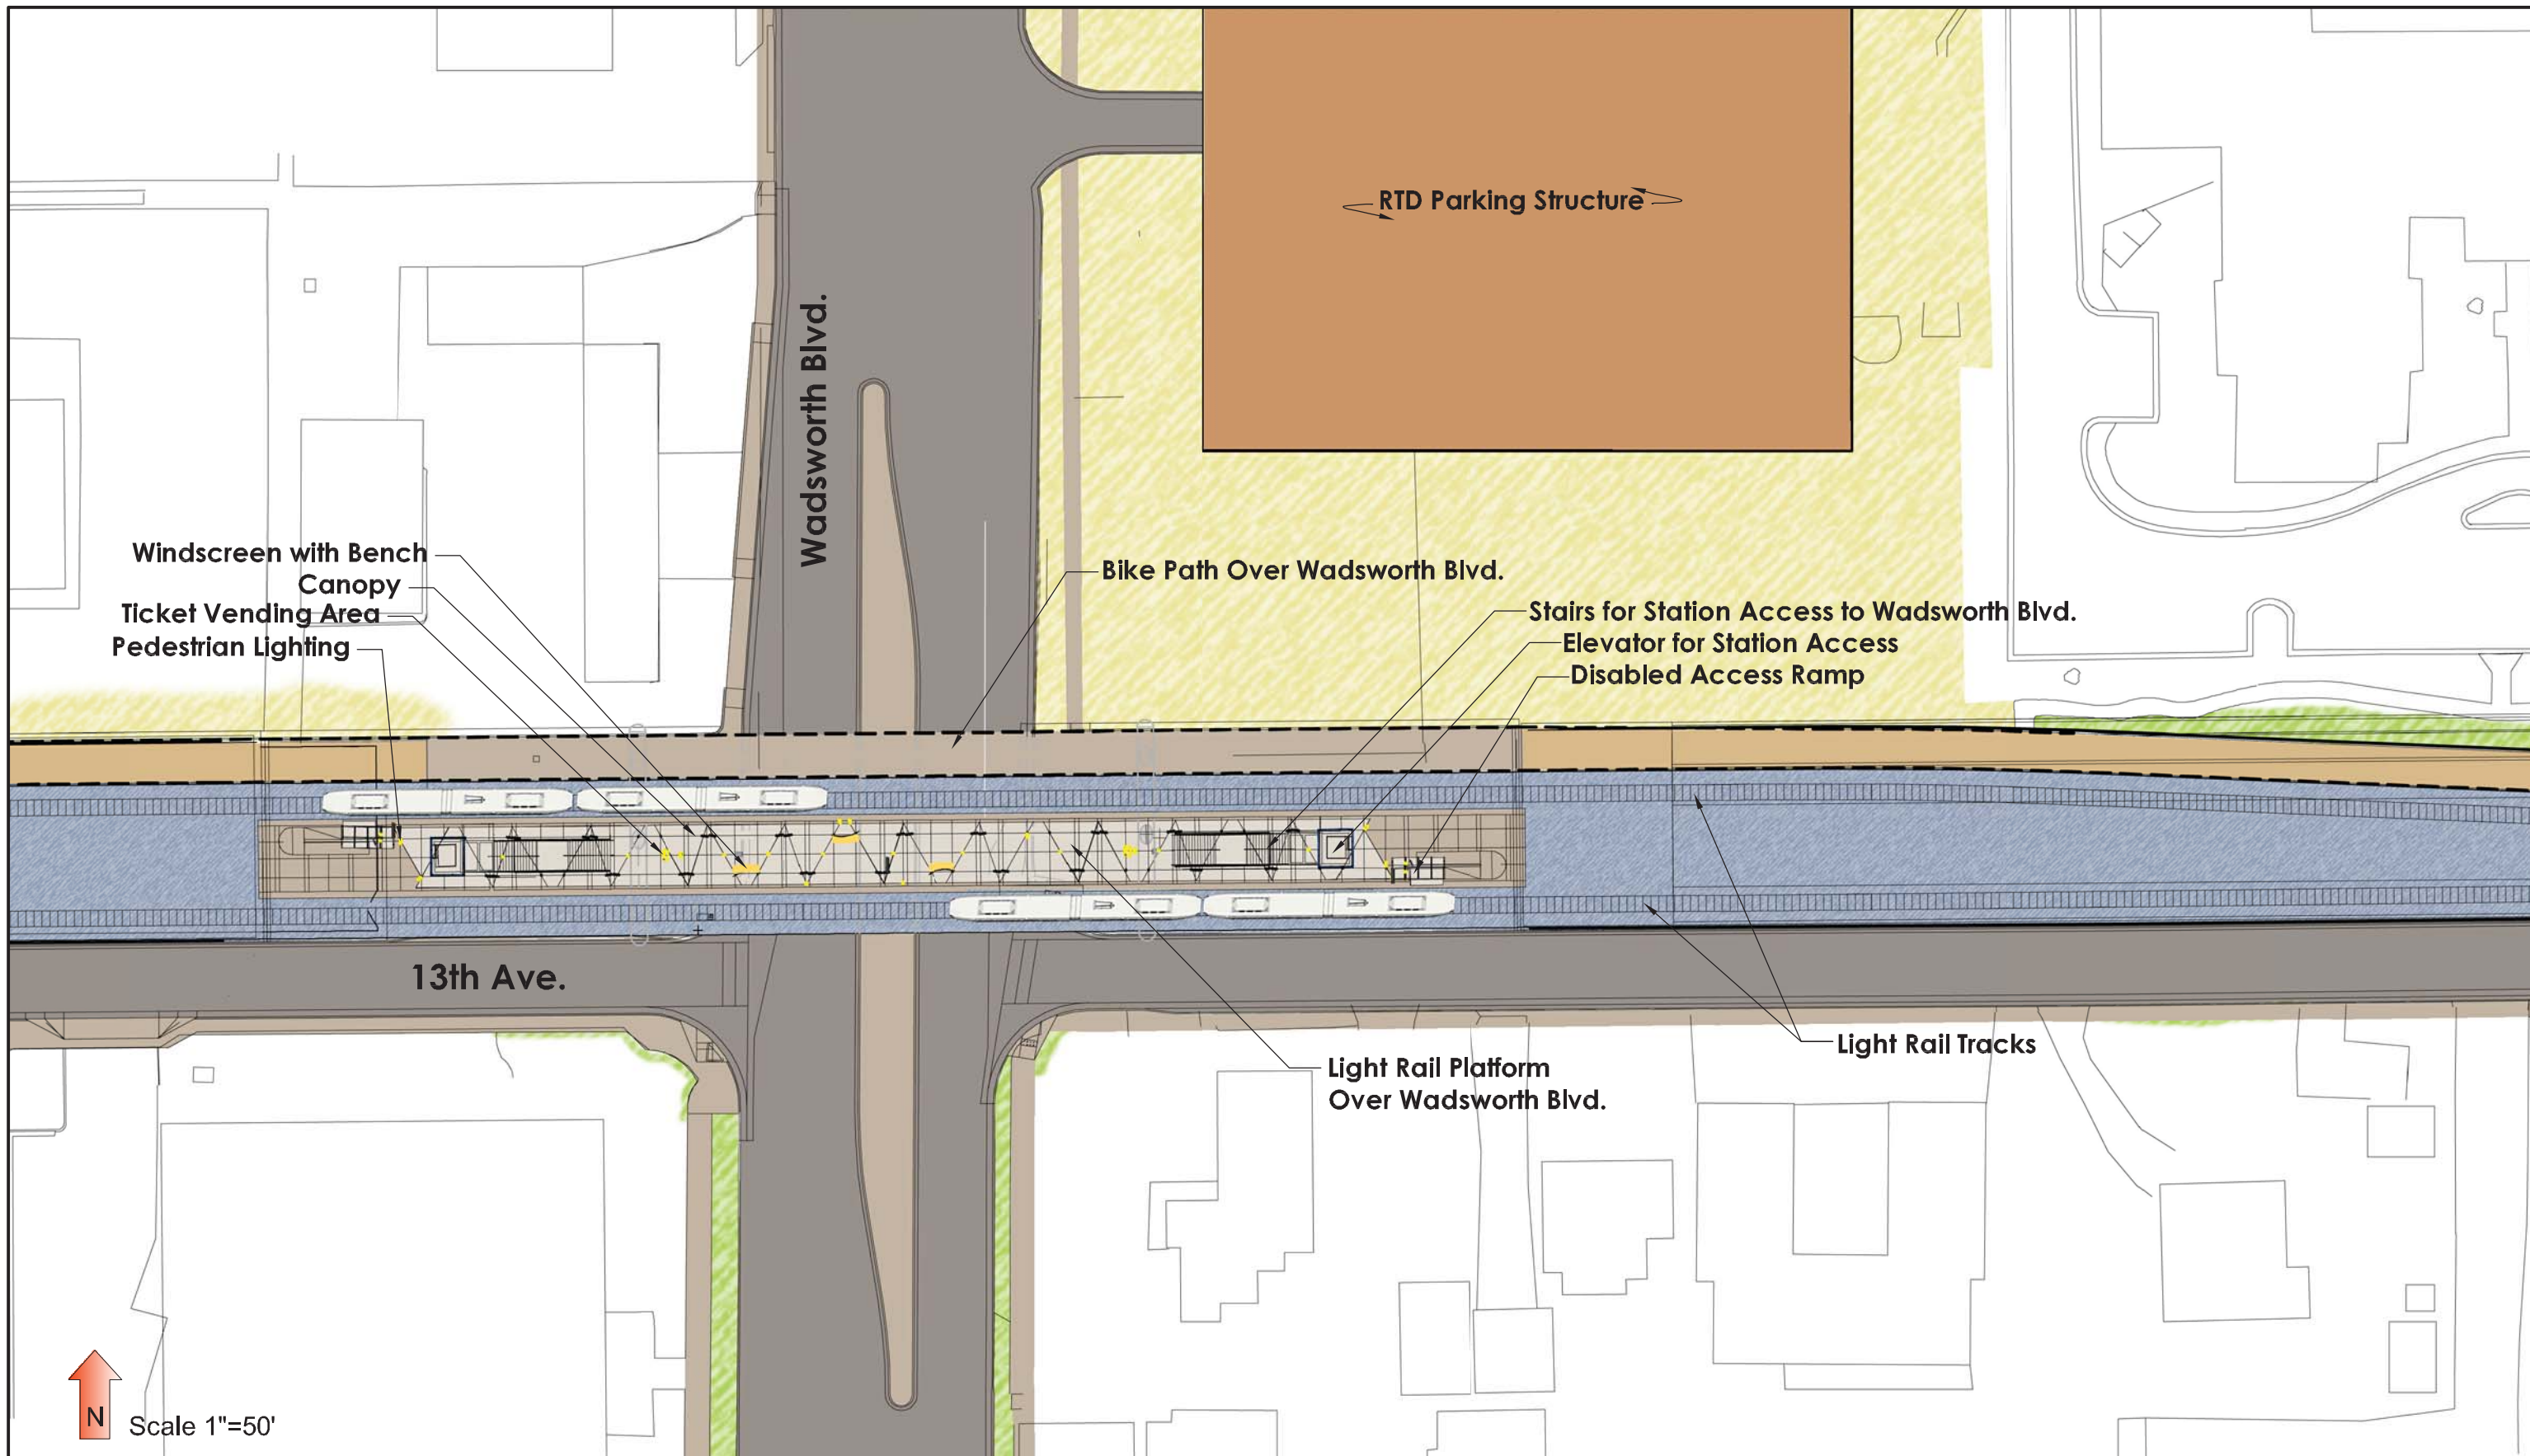 RTD Parking Structure
Wadsworth Blvd.
Windscreen with Bench
Canopy
Ticket Vending Area
Pedestrian Lighting
Bike Path Over Wadsworth Blvd.
Stairs for Station Access to Wadsworth Blvd.
Elevator for Station Access
Disabled Access Ramp
13th Ave.
Light Rail Tracks
Light Rail Platform
Over Wadsworth Blvd.
N
Scale 1"=50'